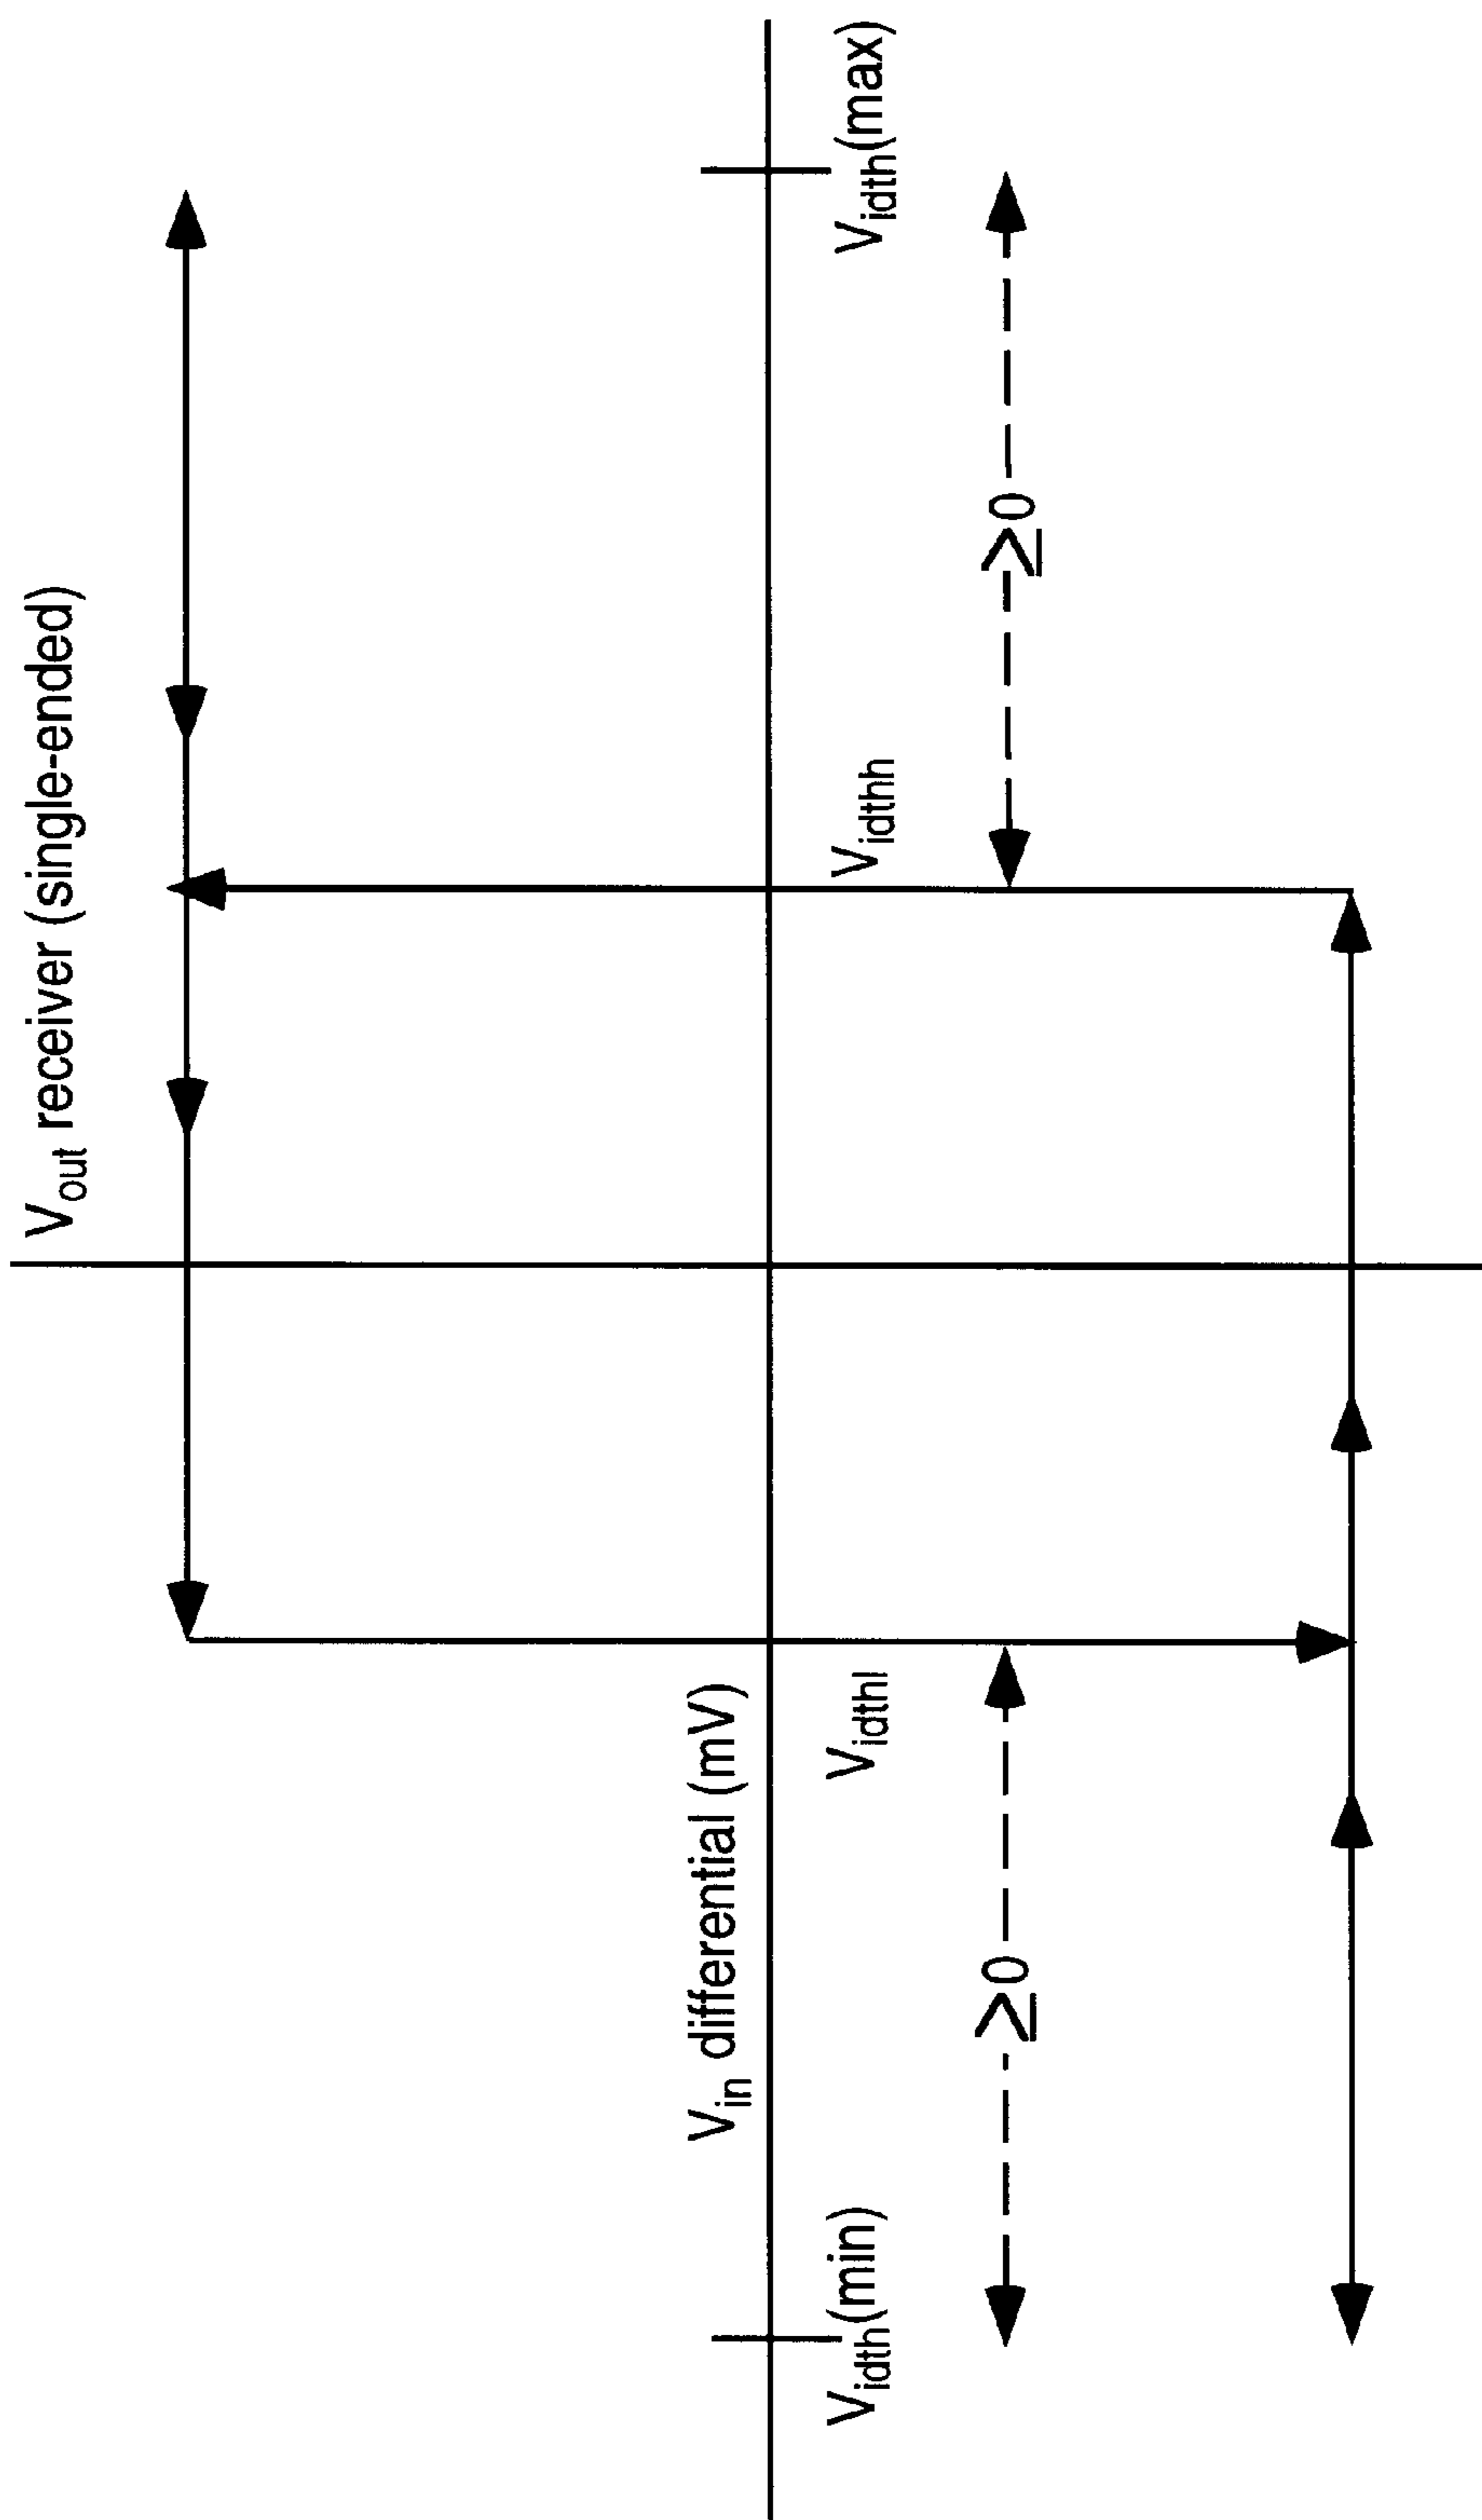 V_out receiver (single-ended)
V_in differential (mV)
V_idth(min)
V_idthl
V_idthh
V_idth(max)
≥0
≥0